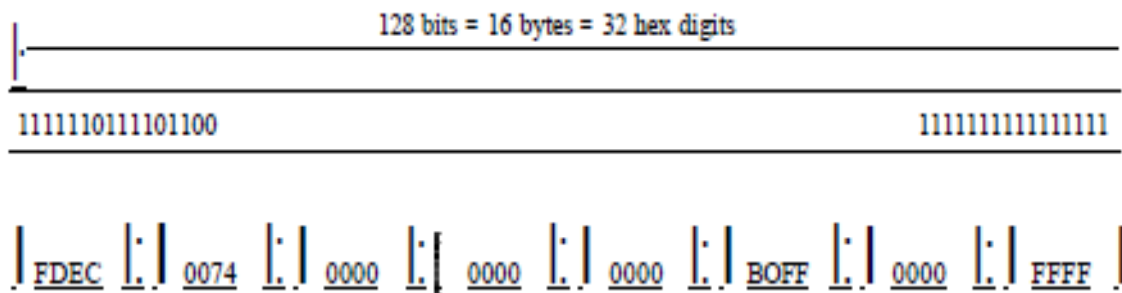 128 bits = 16 bytes = 32 hex digits
1111110111101100 1111111111111111
FDEC : 0074 : 0000 : 0000 : 0000 : BOFF : 0000 : FFFF